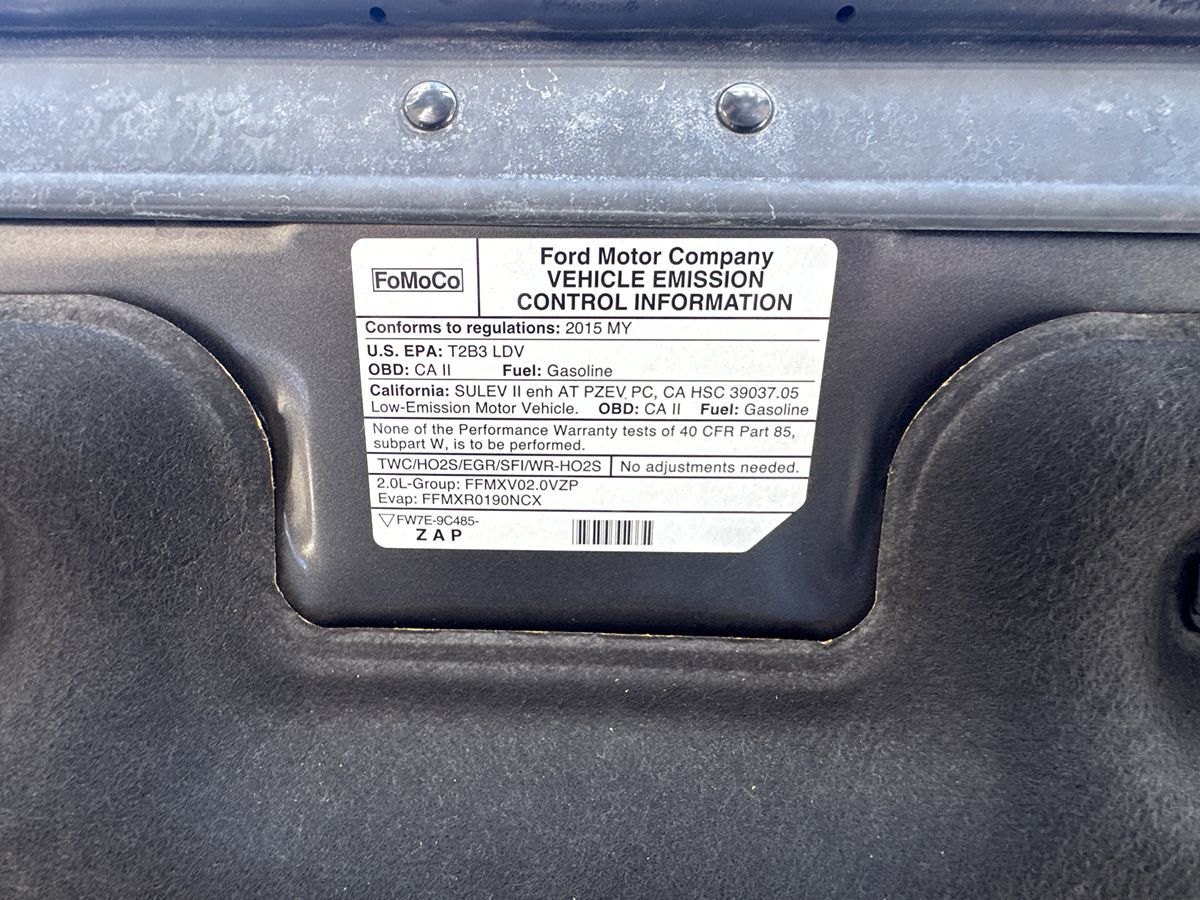 FoMoCo
Ford Motor Company
VEHICLE EMISSION
CONTROL INFORMATION
Conforms to regulations: 2015 MY
U.S. EPA: T2B3 LDV
OBD: CA II Fuel: Gasoline
California: SULEV II enh AT PZEV PC, CA HSC 39037.05
Low-Emission Motor Vehicle. OBD: CA II Fuel: Gasoline
None of the Performance Warranty tests of 40 CFR Part 85,
subpart W, is to be performed.
TWC/HO2S/EGR/SFI/WR-HO2S No adjustments needed.
2.0L-Group: FFMXV02.0VZP
Evap: FFMXR0190NCX
FW7E-9C485-
Z A P